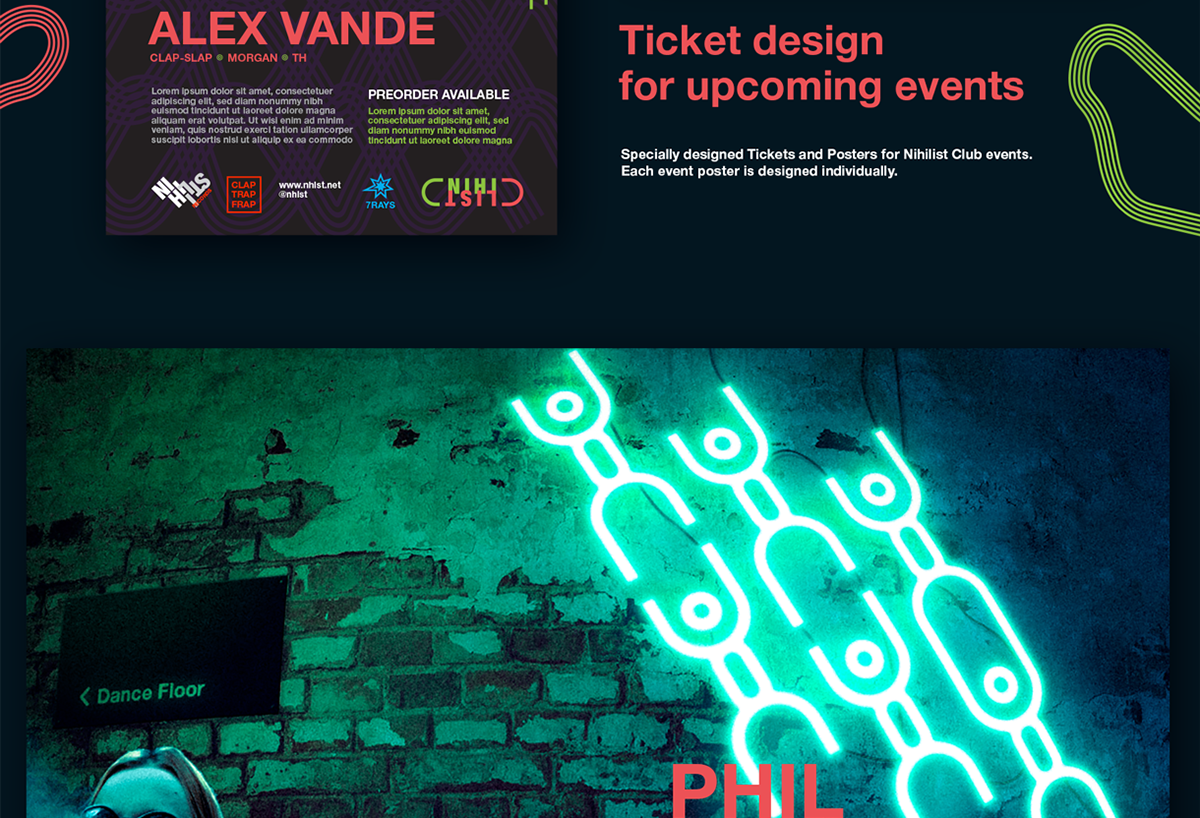 ALEX VANDE
CLAP-SLAP MORGAN TH
Lorem ipsum dolor sit amet, consectetuer
adipiscing elit, sed diam nonummy nibh
euismod tincidunt ut laoreet dolore magna
aliquam erat volutpat. Ut wisi enim ad minim
veniam, quis nostrud exerci tation ullamcorper
suscipit lobortis nisl ut aliquip ex ea commodo
PREORDER AVAILABLE
Lorem ipsum dolor sit amet,
consectetuer adipiscing elit, sed
diam nonummy nibh euismod
tincidunt ut laoreet dolore magna
CLAP
TRAP
FRAP
www.nhlst.net
@nhlst
7RAYS
NIHI
LIST
Ticket design
for upcoming events
Specially designed Tickets and Posters for Nihilist Club events.
Each event poster is designed individually.
Dance Floor
PHIL